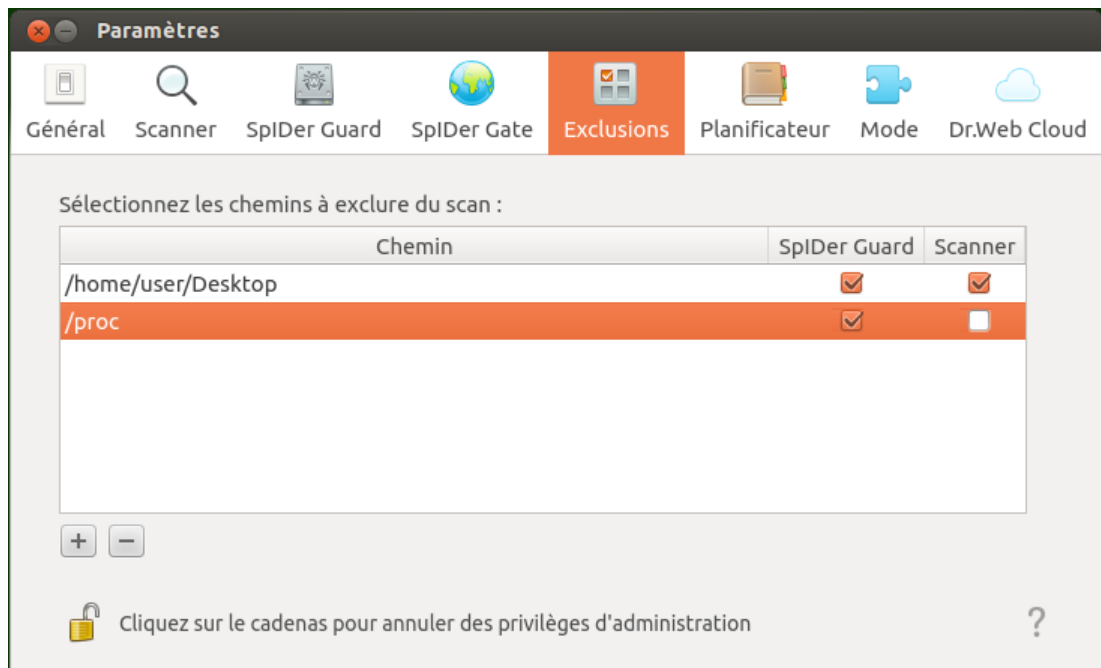 Paramètres
Général Scanner SpIDer Guard SpIDer Gate Exclusions Planificateur Mode Dr.Web Cloud
Sélectionnez les chemins à exclure du scan :
Chemin SpIDer Guard Scanner
/home/user/Desktop
/proc
Cliquez sur le cadenas pour annuler des privilèges d'administration ?